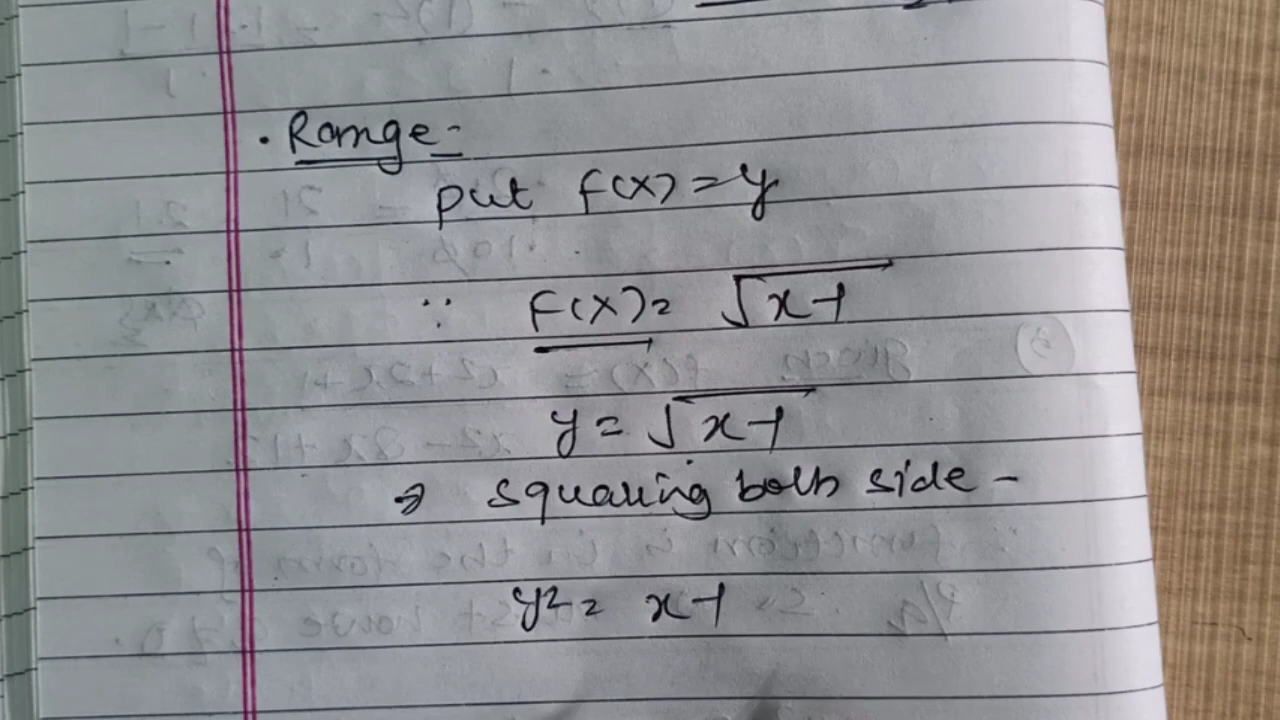 . Range:-
put f(x) = y
∵ f(x) = √x-1
y = √x-1
⇒ squaring both side -
y² = x-1